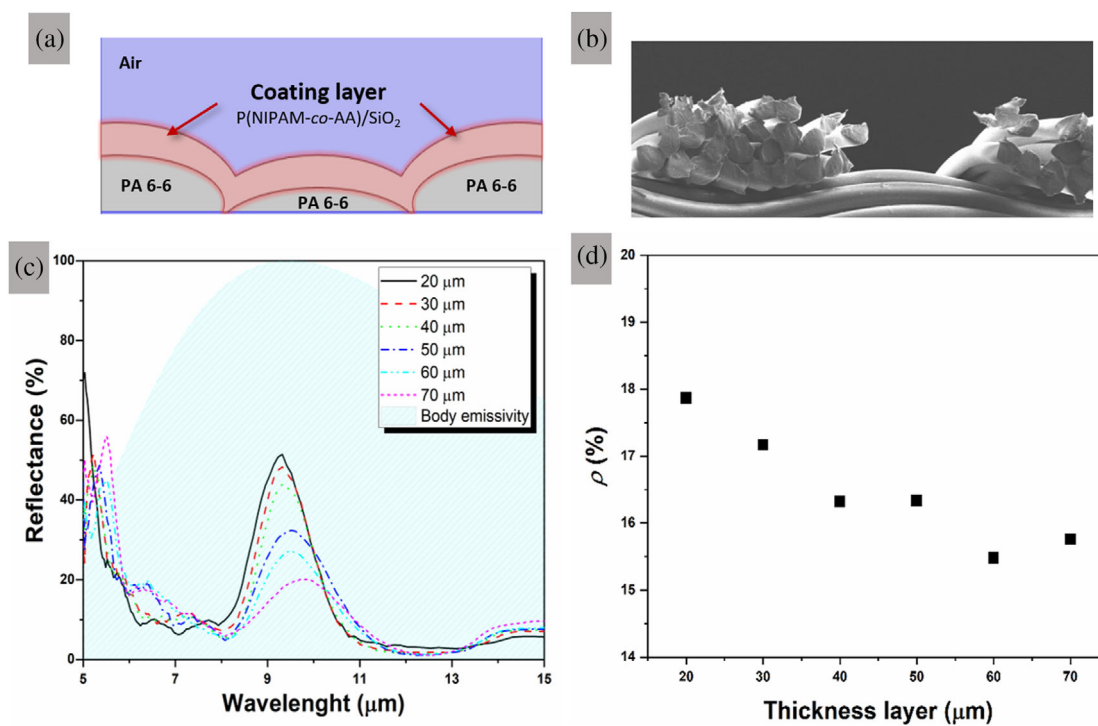 (a)
Air
Coating layer
P(NIPAM-co-AA)/SiO₂
PA 6-6
PA 6-6
PA 6-6
(b)
(c)
100
80
60
40
20
0
Reflectance (%)
20 μm
30 μm
40 μm
50 μm
60 μm
70 μm
Body emissivity
5 7 9 11 13 15
Wavelenght (μm)
(d)
20
19
18
17
16
15
14
ρ (%)
20 30 40 50 60 70
Thickness layer (μm)